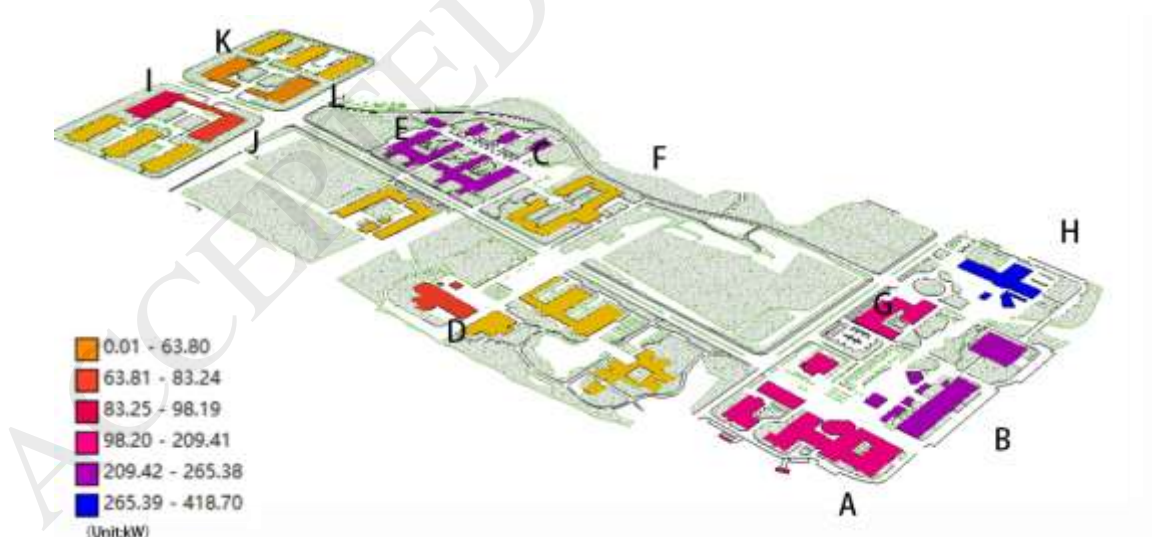 K
I
L
J
E
C
F
H
G
D
B
A
ACCEPTED
0.01 - 63.80
63.81 - 83.24
83.25 - 98.19
98.20 - 209.41
209.42 - 265.38
265.39 - 418.70
(Unit:kW)